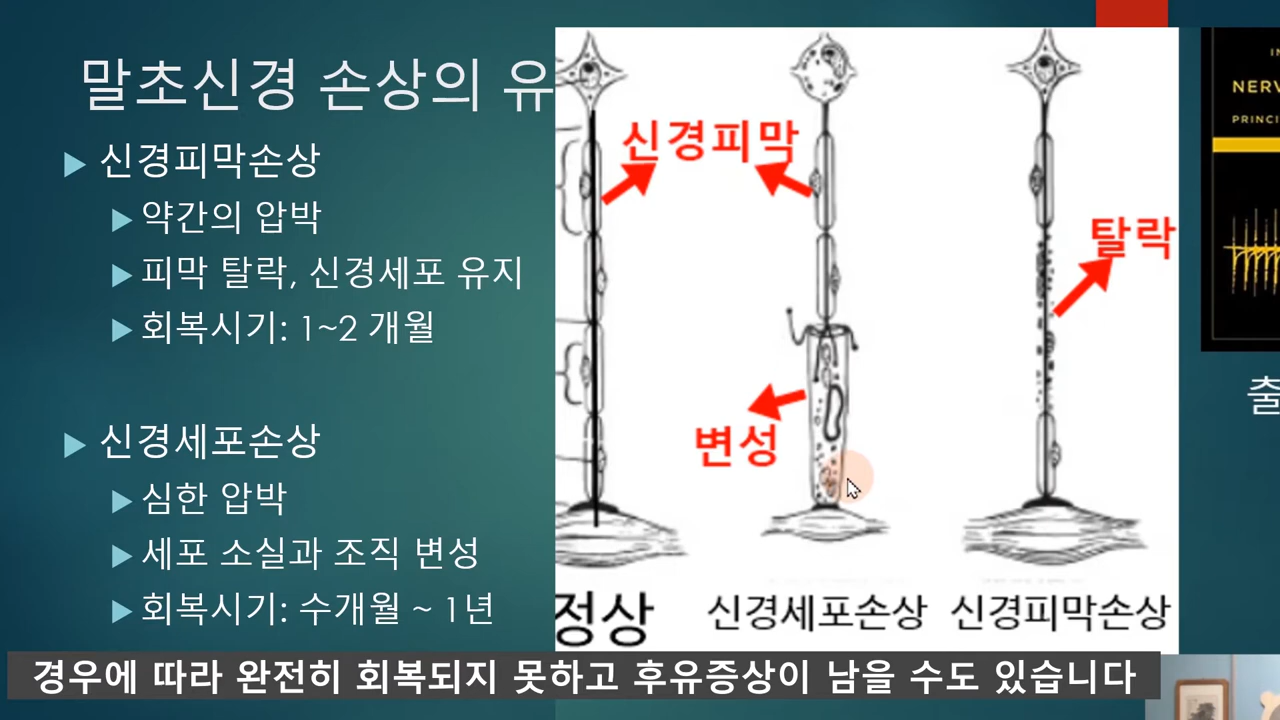 말초신경 손상의 유
신경피막손상
약간의 압박
피막 탈락, 신경세포 유지
회복시기: 1~2 개월
신경세포손상
심한 압박
세포 소실과 조직 변성
회복시기: 수개월 ~ 1년
신경피막
탈락
변성
정상
신경세포손상
신경피막손상
IN
NERV
PRINCI
출
경우에 따라 완전히 회복되지 못하고 후유증상이 남을 수도 있습니다